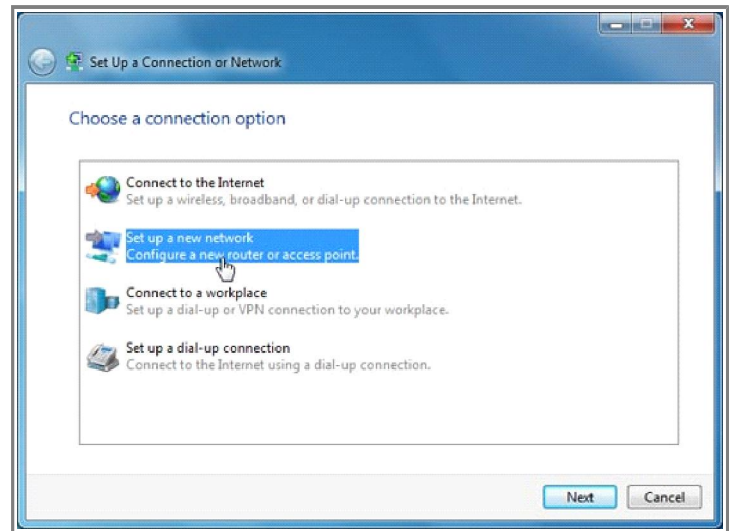 Set Up a Connection or Network
Choose a connection option
Connect to the Internet
Set up a wireless, broadband, or dial-up connection to the Internet.
Set up a new network
Configure a new router or access point.
Connect to a workplace
Set up a dial-up or VPN connection to your workplace.
Set up a dial-up connection
Connect to the Internet using a dial-up connection.
Next Cancel